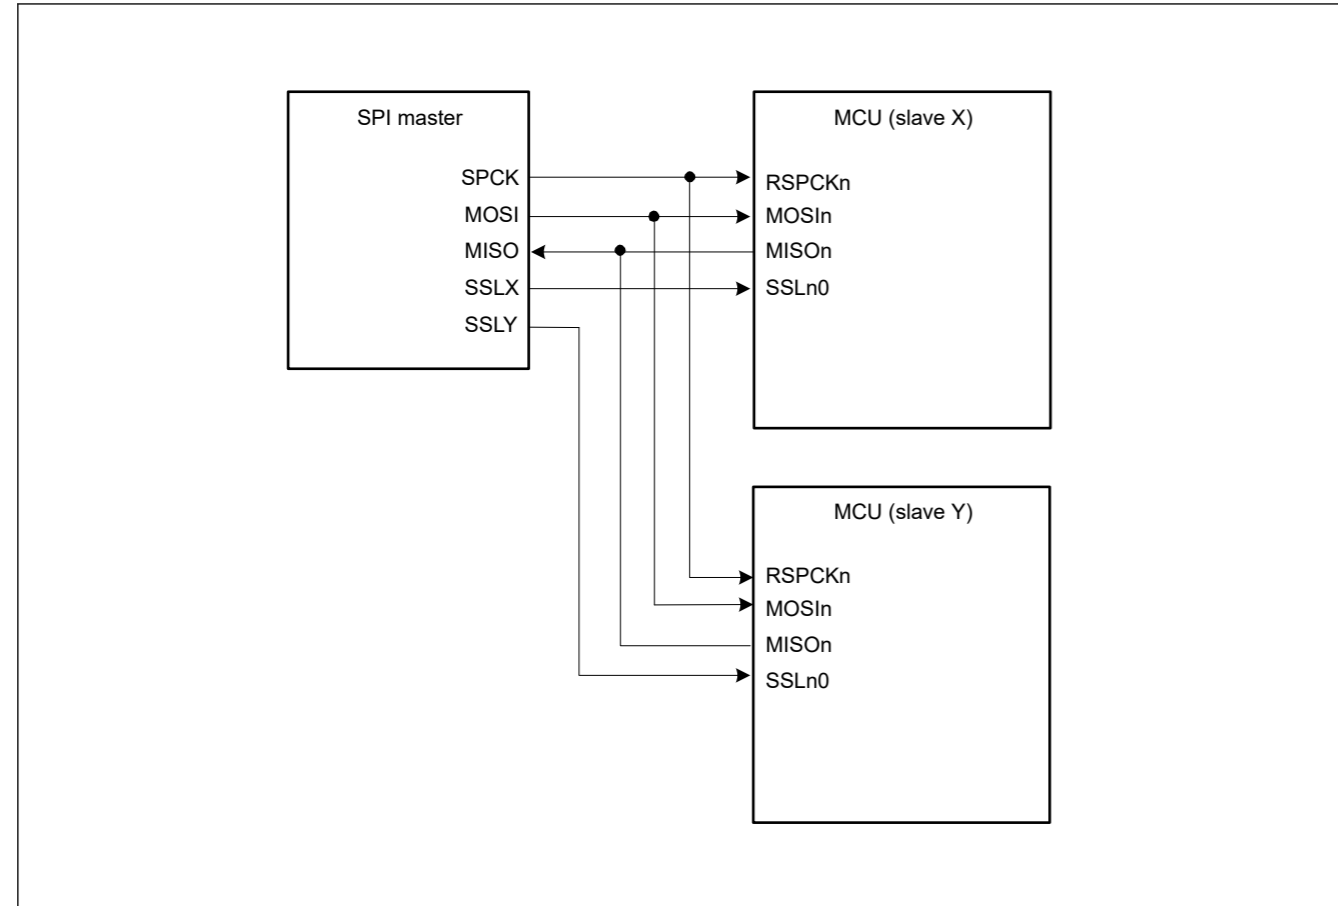 SPI master
SPCK
MOSI
MISO
SSLX
SSLY
MCU (slave X)
RSPCKn
MOSIn
MISOn
SSLn0
MCU (slave Y)
RSPCKn
MOSIn
MISOn
SSLn0